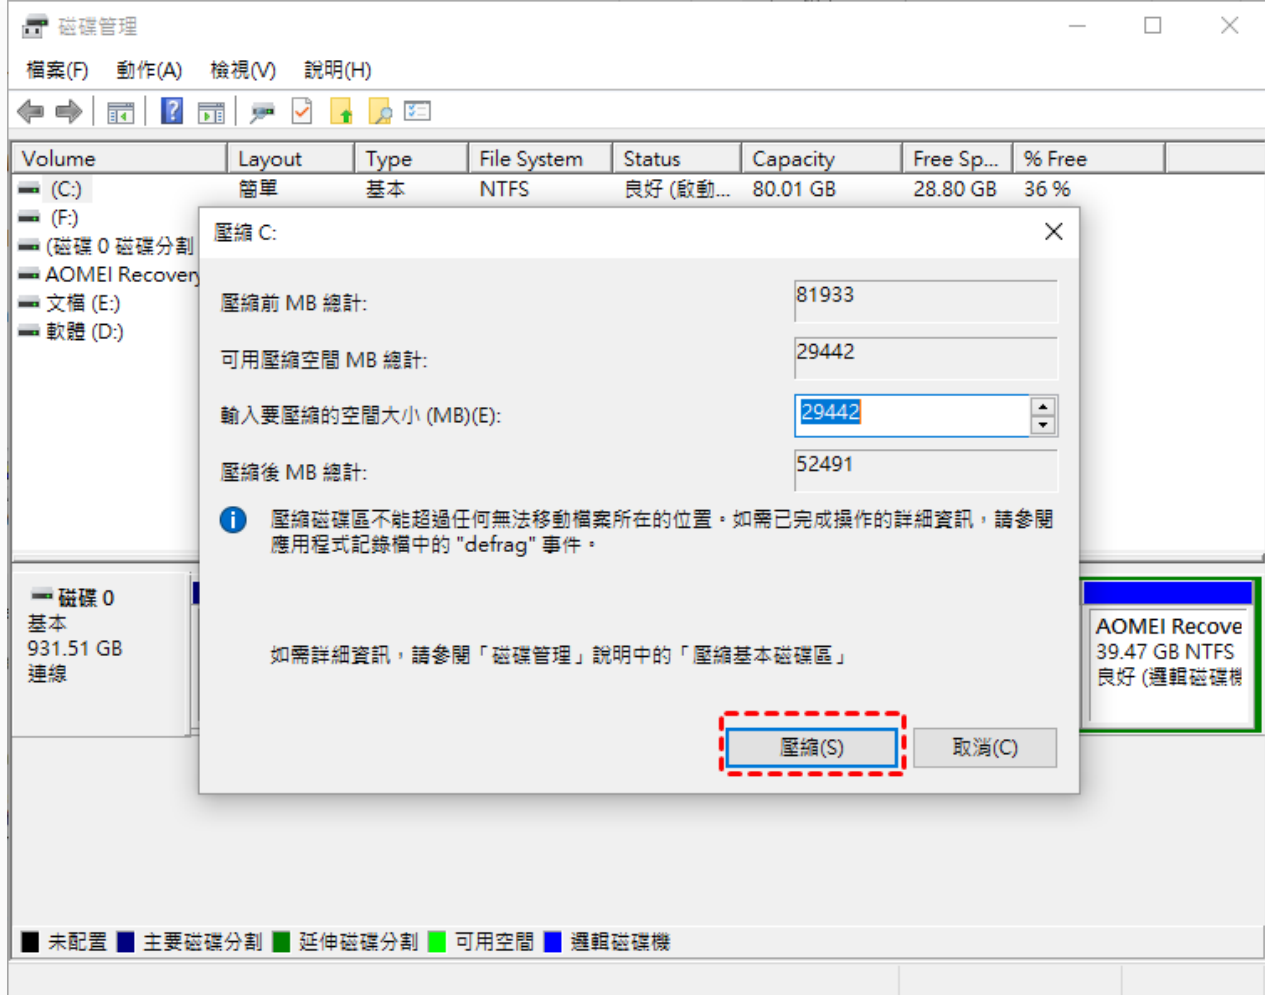 磁碟管理
檔案(F) 動作(A) 檢視(V) 說明(H)
Volume Layout Type File System Status Capacity Free Sp... % Free
(C:) 簡單 基本 NTFS 良好 (啟動... 80.01 GB 28.80 GB 36 %
(F:)
(磁碟 0 磁碟分割
AOMEI Recovery
文檔 (E:)
軟體 (D:)
壓縮 C:
壓縮前 MB 總計: 81933
可用壓縮空間 MB 總計: 29442
輸入要壓縮的空間大小 (MB)(E): 29442
壓縮後 MB 總計: 52491
壓縮磁碟區不能超過任何無法移動檔案所在的位置。如需已完成操作的詳細資訊，請參閱
應用程式記錄檔中的 "defrag" 事件。
如需詳細資訊，請參閱「磁碟管理」說明中的「壓縮基本磁碟區」
壓縮(S) 取消(C)
磁碟 0
基本
931.51 GB
連線
AOMEI Recove
39.47 GB NTFS
良好 (邏輯磁碟機
未配置 主要磁碟分割 延伸磁碟分割 可用空間 邏輯磁碟機